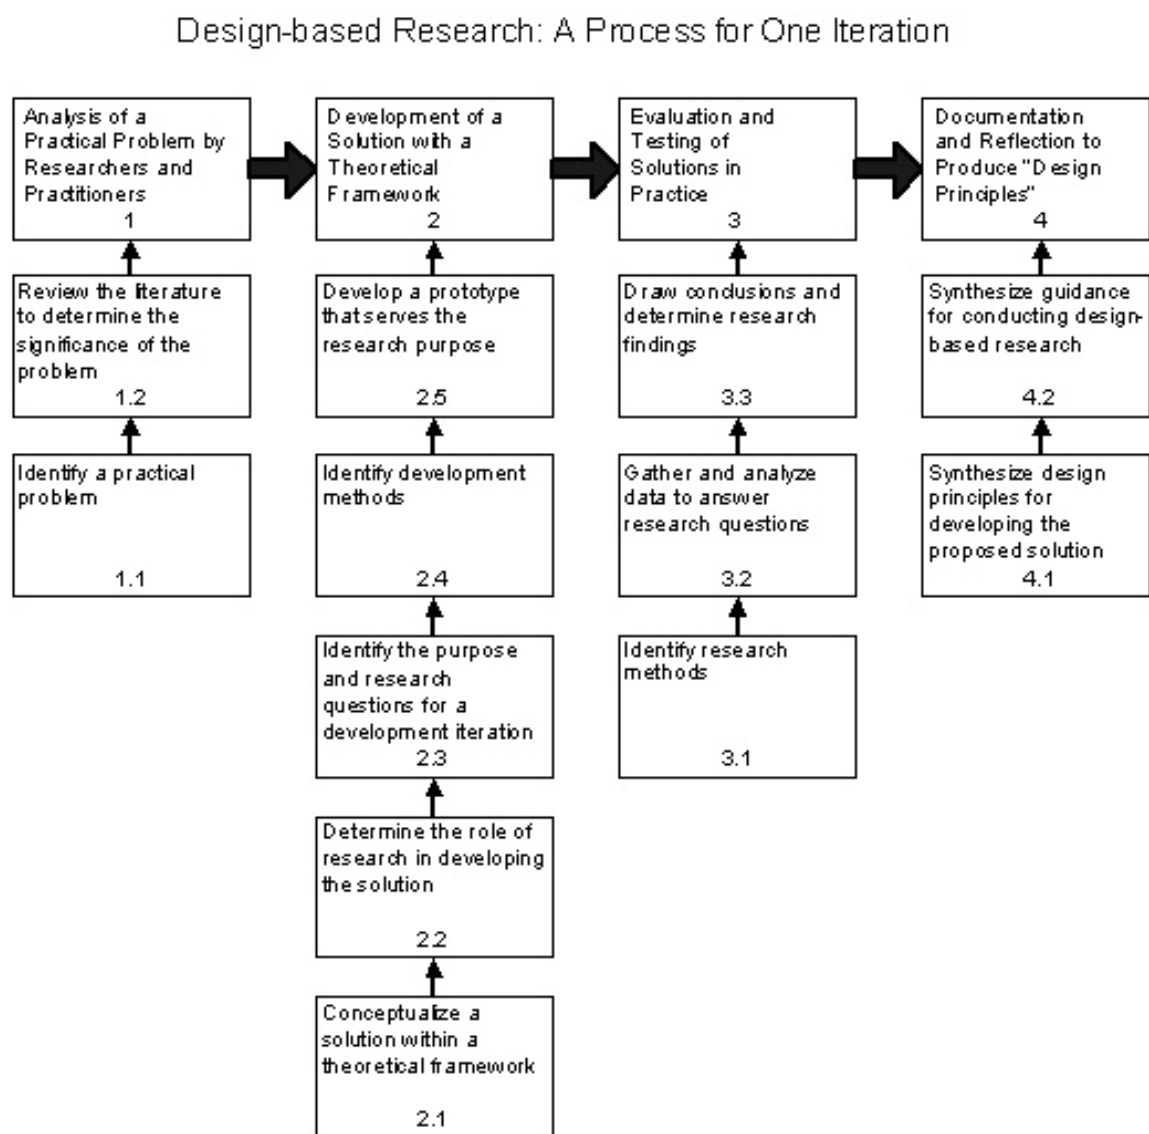 Design-based Research: A Process for One Iteration
Analysis of a
Practical Problem by
Researchers and
Practitioners
1
Development of a
Solution with a
Theoretical
Framework
2
Evaluation and
Testing of
Solutions in
Practice
3
Documentation
and Reflection to
Produce "Design
Principles"
4
Review the literature
to determine the
significance of the
problem
1.2
Develop a prototype
that serves the
research purpose
2.5
Draw conclusions and
determine research
findings
3.3
Synthesize guidance
for conducting design-
based research
4.2
Identify a practical
problem
1.1
Identify development
methods
2.4
Gather and analyze
data to answer
research questions
3.2
Synthesize design
principles for
developing the
proposed solution
4.1
Identify the purpose
and research
questions for a
development iteration
2.3
Identify research
methods
3.1
Determine the role of
research in developing
the solution
2.2
Conceptualize a
solution within a
theoretical framework
2.1